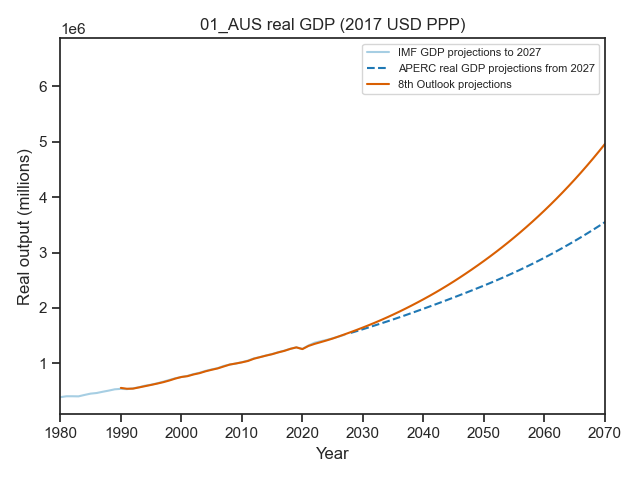 01_AUS real GDP (2017 USD PPP)
1e6
IMF GDP projections to 2027
APERC real GDP projections from 2027
8th Outlook projections
6
5
4
3
2
1
Real output (millions)
1980 1990 2000 2010 2020 2030 2040 2050 2060 2070
Year